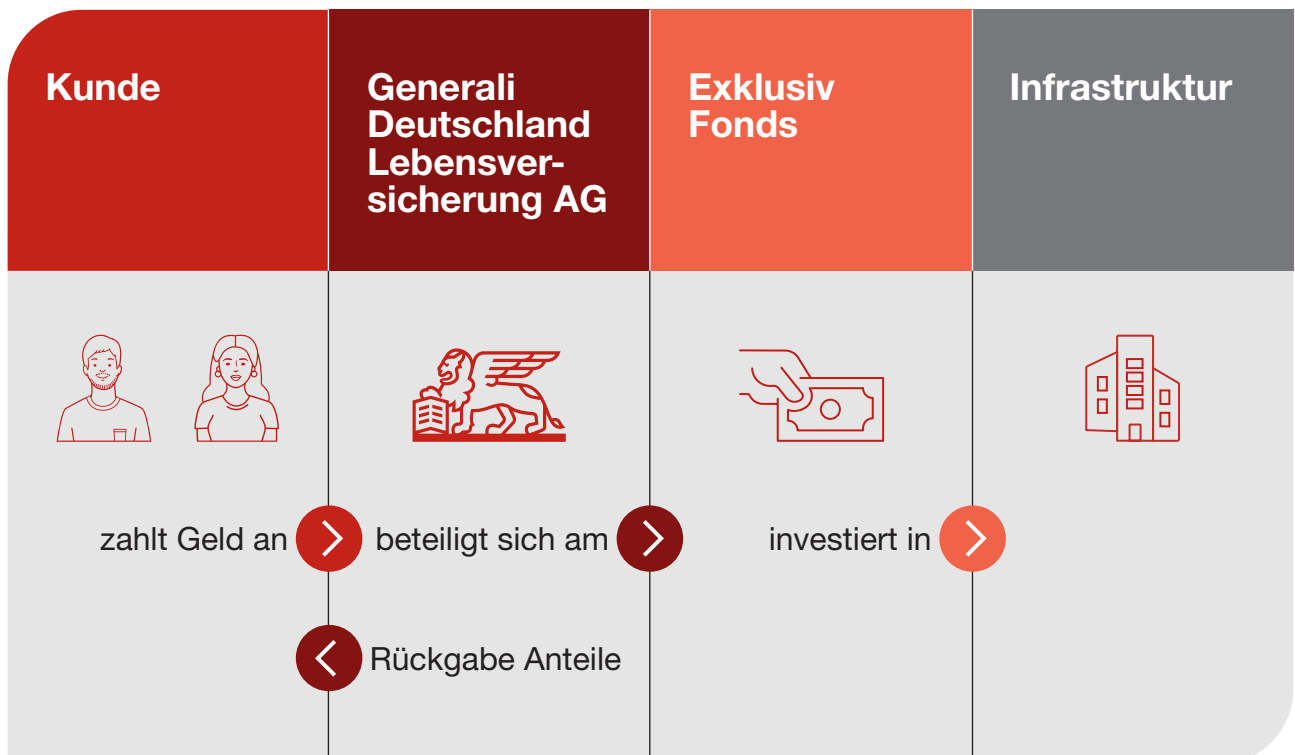 Kunde
Generali
Deutschland
Lebensver-
sicherung AG
Exklusiv
Fonds
Infrastruktur
zahlt Geld an
beteiligt sich am
investiert in
Rückgabe Anteile